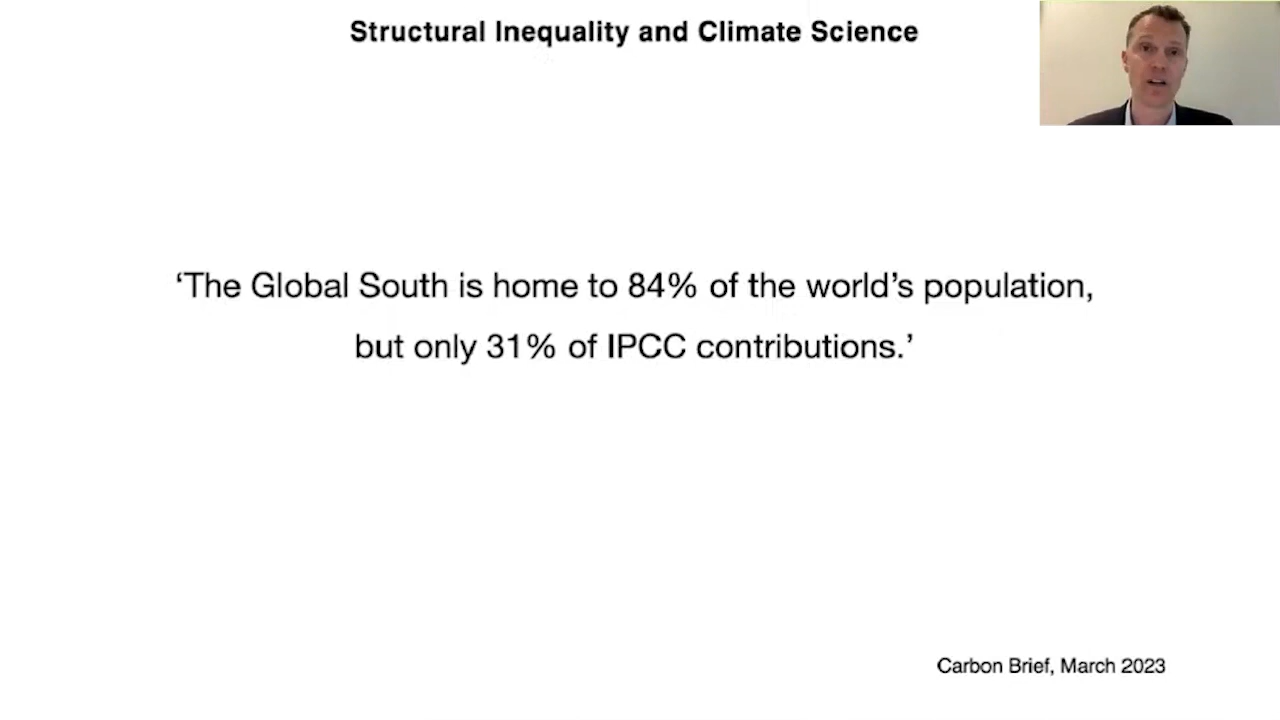 Structural Inequality and Climate Science
‘The Global South is home to 84% of the world’s population,
but only 31% of IPCC contributions.’
Carbon Brief, March 2023